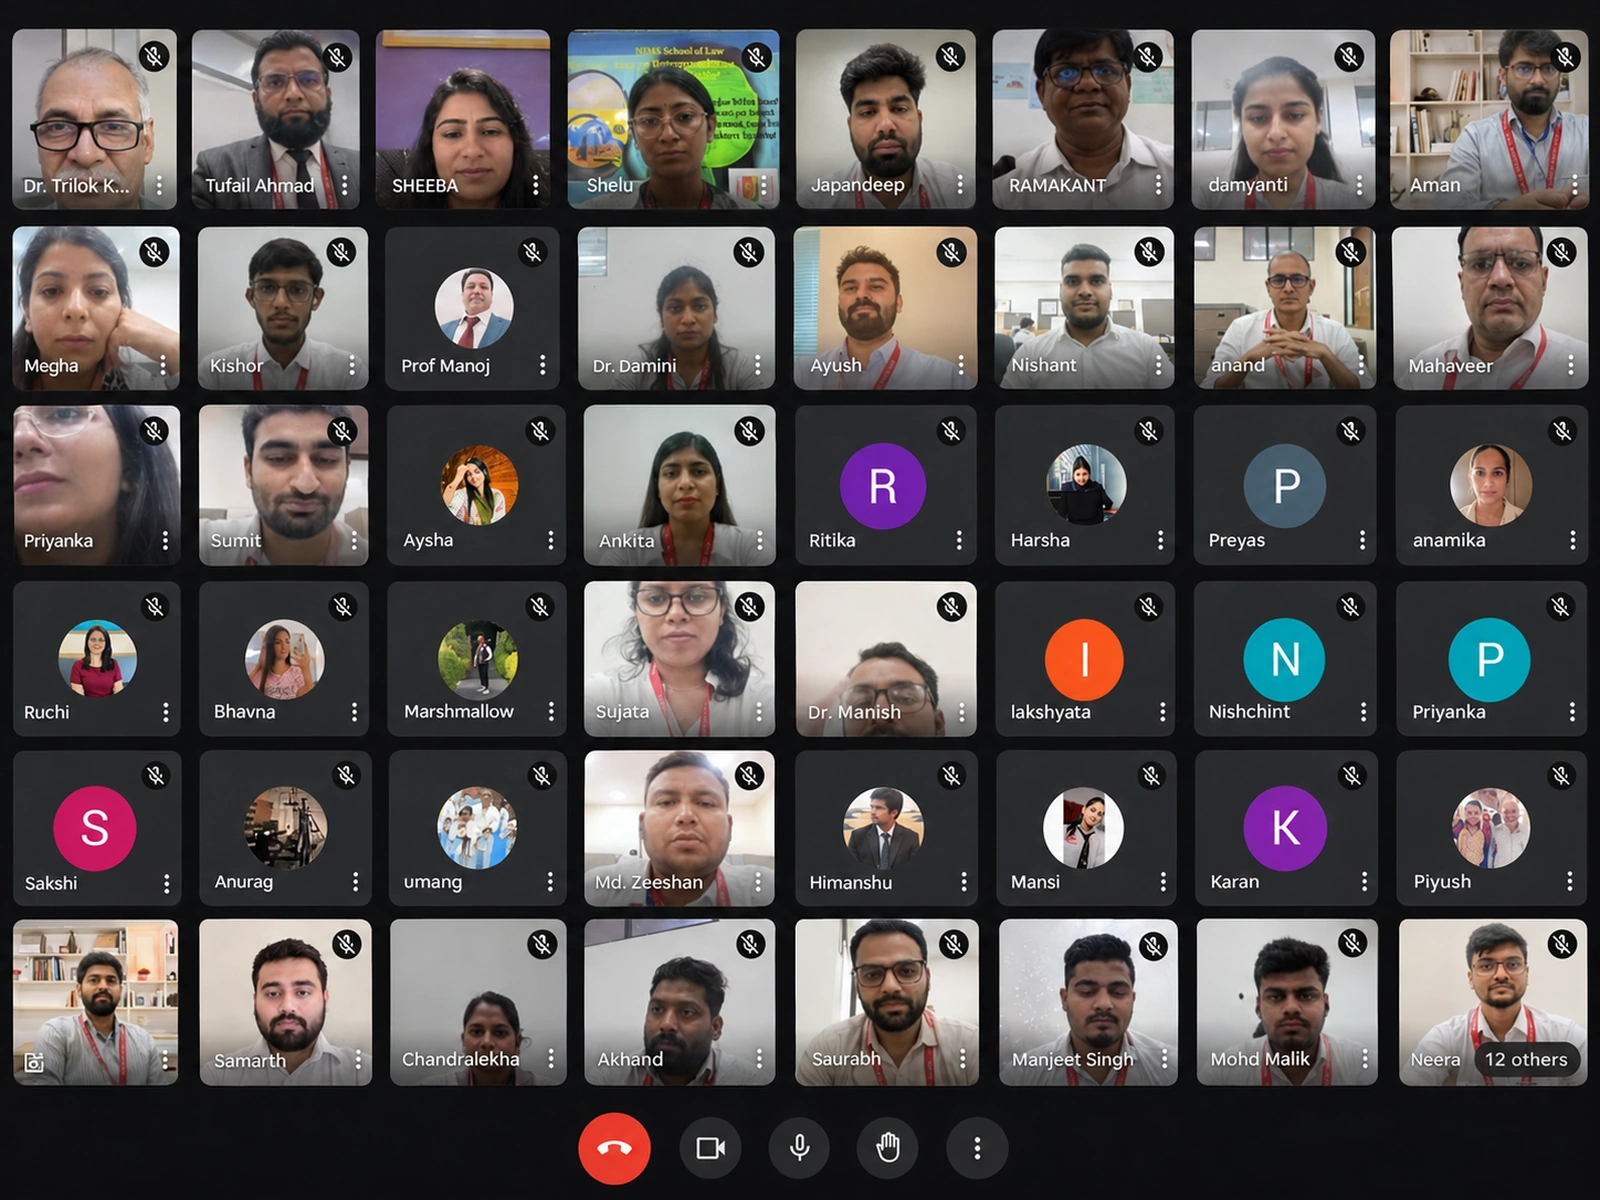 Dr. Trilok K...
Tufail Ahmad
SHEEBA
NIMS School of Law
Shelu
Japandeep
RAMAKANT
damyanti
Aman
Megha
Kishor
Prof Manoj
Dr. Damini
Ayush
Nishant
anand
Mahaveer
Priyanka
Sumit
Aysha
Ankita
R
Ritika
Harsha
P
Preyas
anamika
Ruchi
Bhavna
Marshmallow
Sujata
Dr. Manish
l
lakshyata
N
Nishchint
P
Priyanka
S
Sakshi
Anurag
umang
Md. Zeeshan
Himanshu
Mansi
K
Karan
Piyush
Samarth
Chandralekha
Akhand
Saurabh
Manjeet Singh
Mohd Malik
Neera
12 others